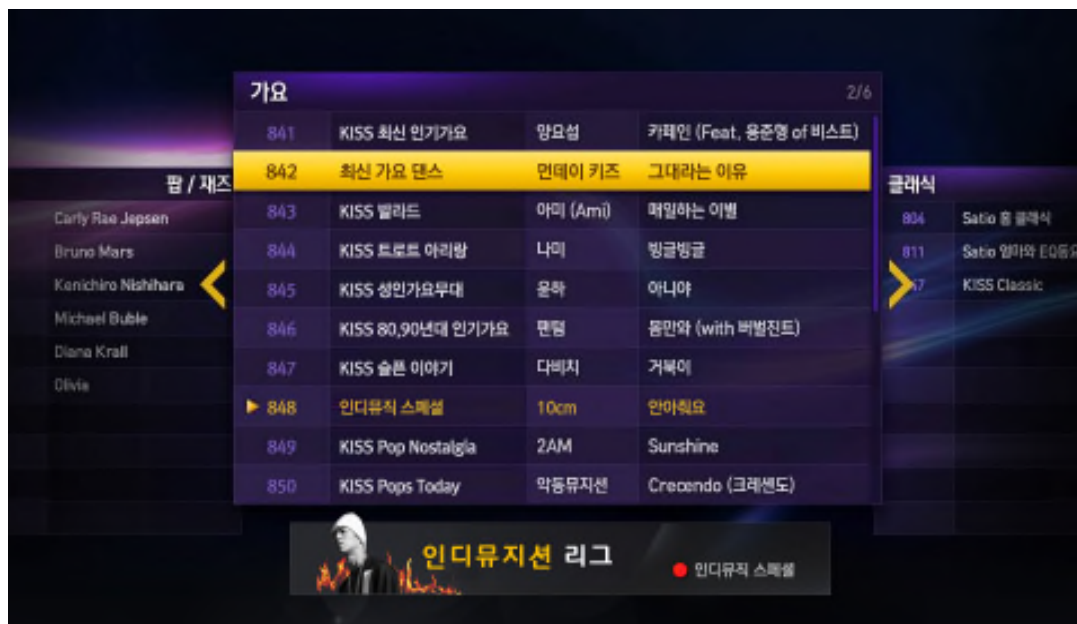 가요 2/6
841 KISS 최신 인기가요 양요섭 카페인 (Feat. 용준형 of 비스트)
842 최신 가요 댄스 먼데이 키즈 그대라는 이유
843 KISS 발라드 아미 (Ami) 매일하는 이별
844 KISS 트로트 아리랑 나미 빙글빙글
845 KISS 성인가요무대 윤하 아니야
846 KISS 80,90년대 인기가요 팬텀 몸만와 (with 버벌진트)
847 KISS 슬픈 이야기 다비치 거북이
848 인디뮤직 스페셜 10cm 안아줘요
849 KISS Pop Nostalgia 2AM Sunshine
850 KISS Pops Today 악동뮤지션 Crecendo (크레센도)
팝 / 재즈
Carly Rae Jepsen
Bruno Mars
Kenichiro Nishihara
Michael Buble
Diana Krall
Olivia
클래식
804 Satio 홈 클래식
811 Satio 엄마와 EQ동요
KISS Classic
인디뮤지션 리그
인디뮤직 스페셜